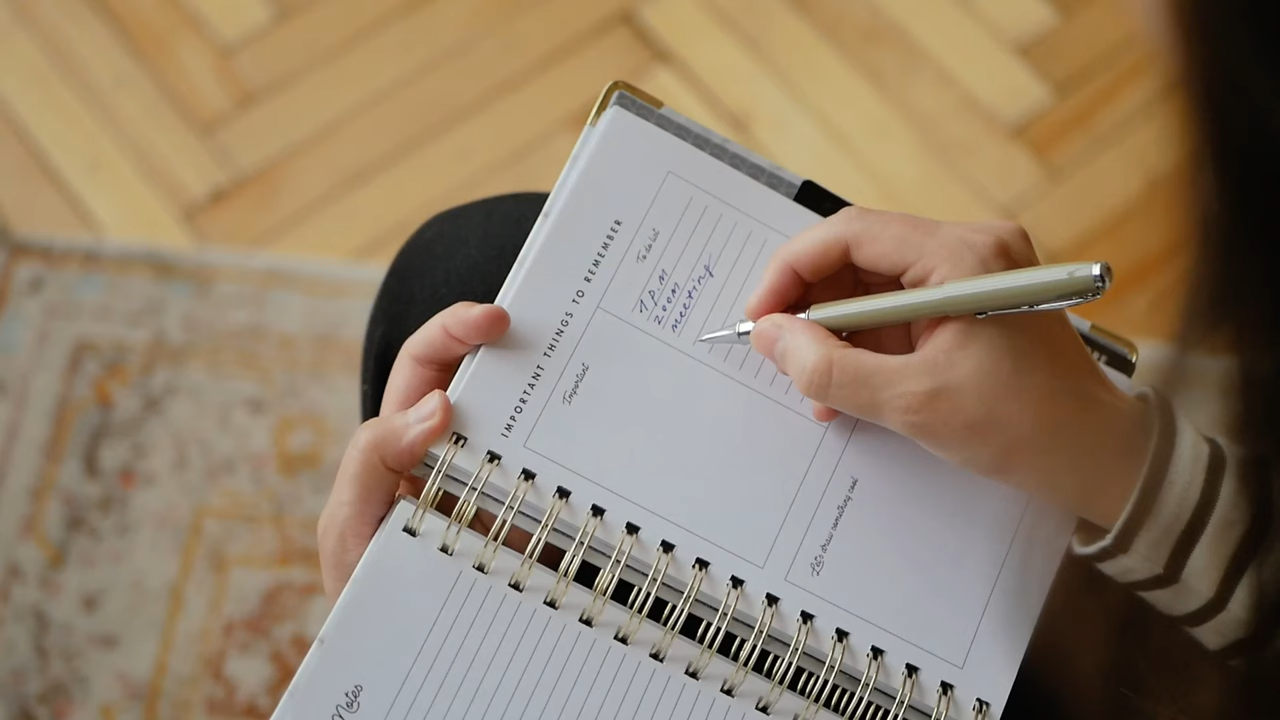 IMPORTANT THINGS TO REMEMBER
To do list
1 P.M
zoom
meeting
Important
Let's draw something cool
Notes